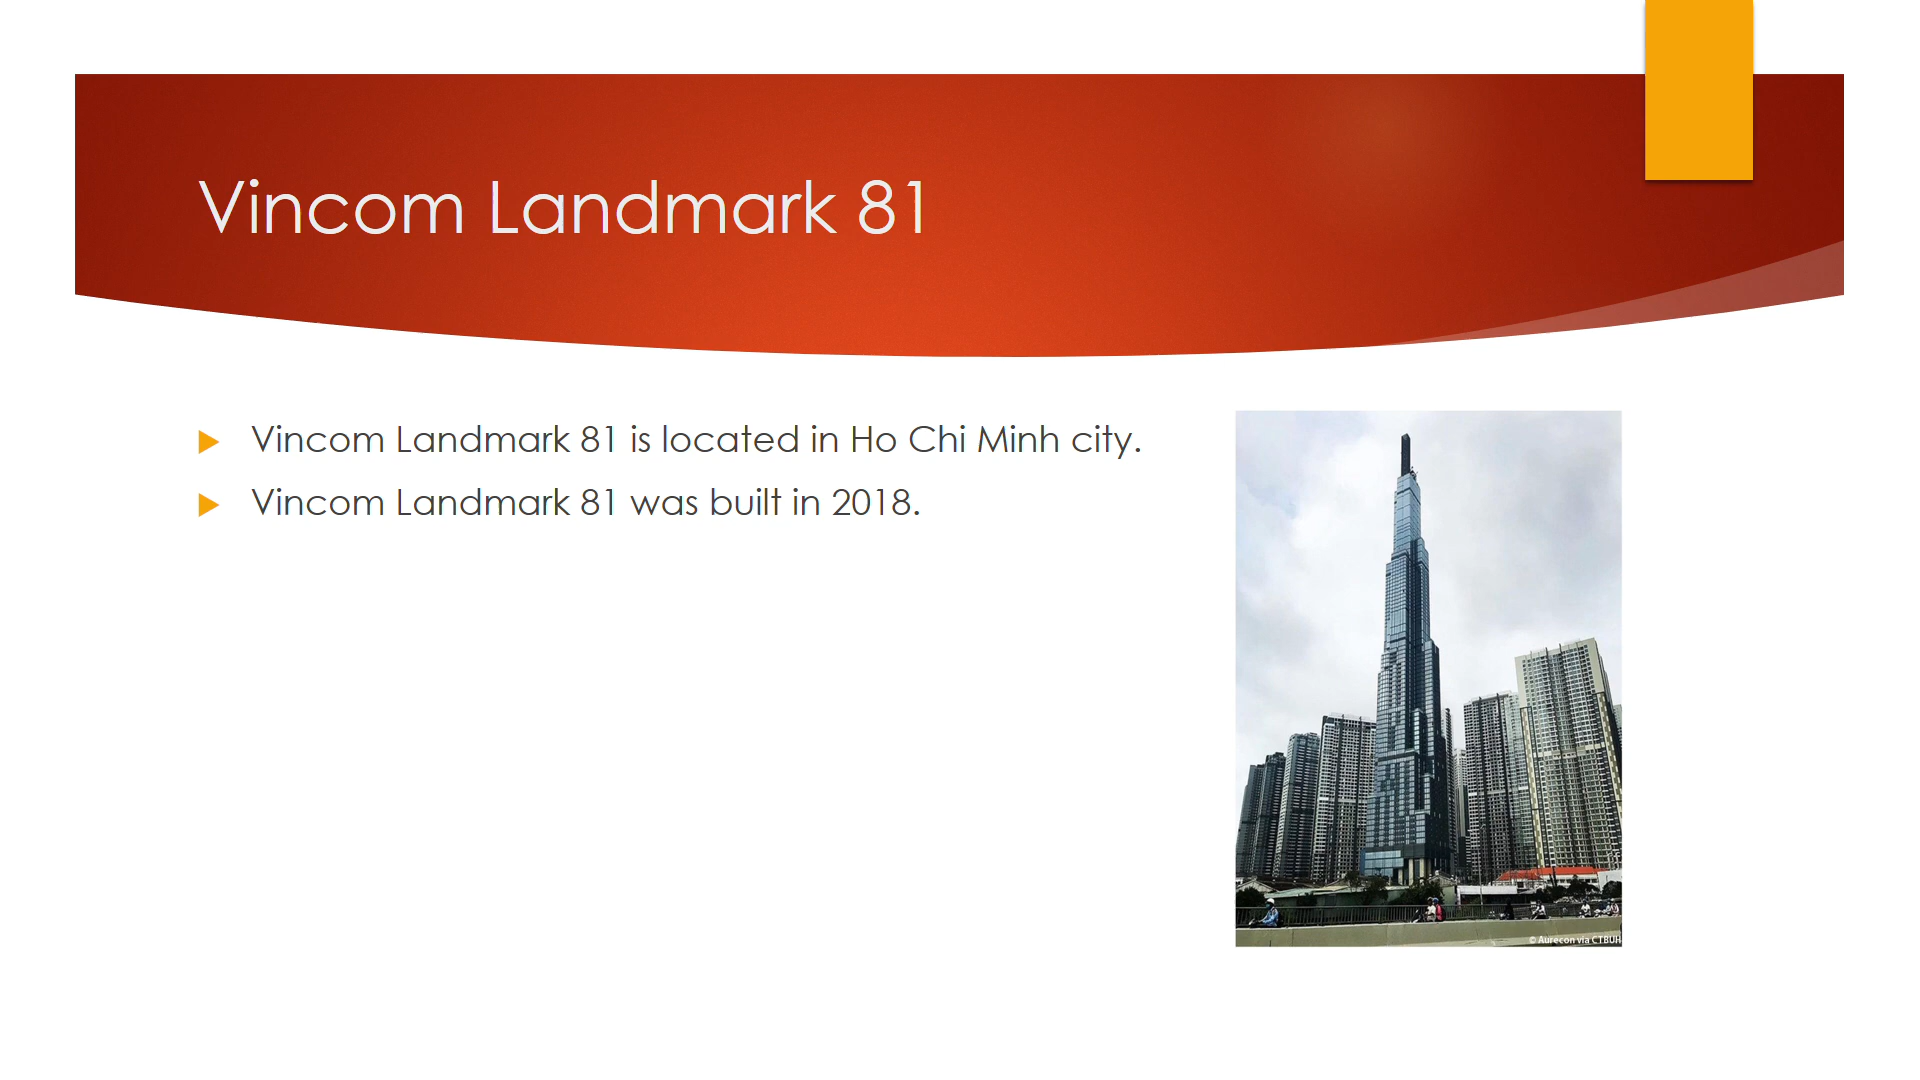 Vincom Landmark 81
Vincom Landmark 81 is located in Ho Chi Minh city.
Vincom Landmark 81 was built in 2018.
© Aurecon via CTBUH